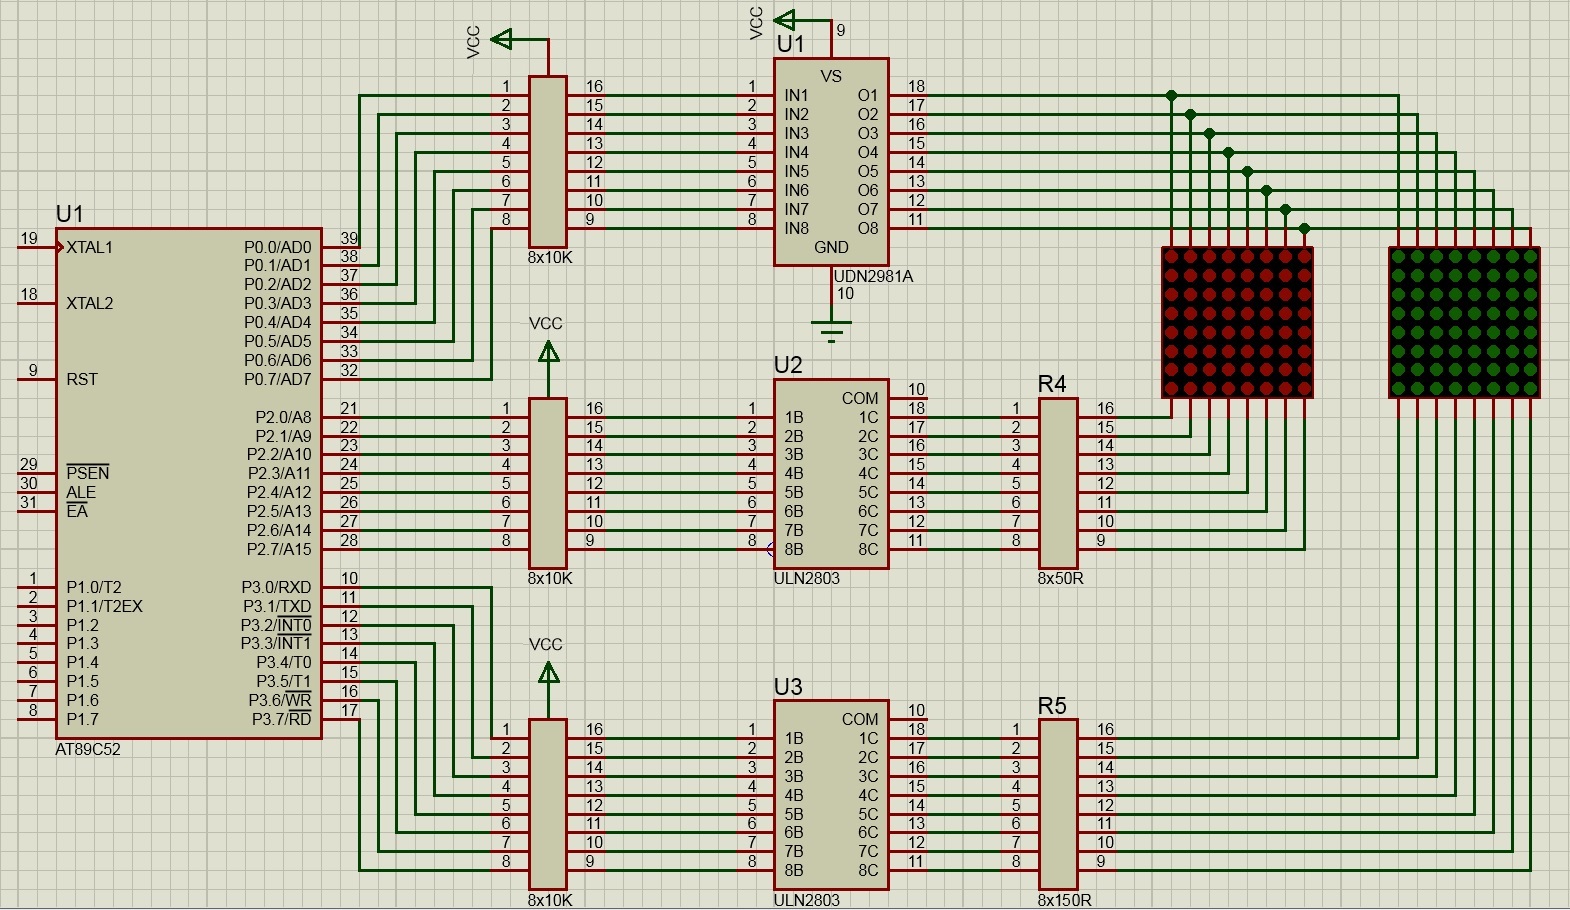 VCC
VCC
9
U1
VS
1 16 1 IN1 O1 18
2 15 2 IN2 O2 17
3 14 3 IN3 O3 16
4 13 4 IN4 O4 15
5 12 5 IN5 O5 14
6 11 6 IN6 O6 13
7 10 7 IN7 O7 12
8 9 8 IN8 O8 11
GND
8x10K
UDN2981A
10
U1
19 XTAL1 P0.0/AD0 39
P0.1/AD1 38
P0.2/AD2 37
18 XTAL2 P0.3/AD3 36
P0.4/AD4 35
P0.5/AD5 34
P0.6/AD6 33
9 RST P0.7/AD7 32
P2.0/A8 21
P2.1/A9 22
P2.2/A10 23
29 PSEN P2.3/A11 24
30 ALE P2.4/A12 25
31 EA P2.5/A13 26
P2.6/A14 27
P2.7/A15 28
1 P1.0/T2 P3.0/RXD 10
2 P1.1/T2EX P3.1/TXD 11
3 P1.2 P3.2/INT0 12
4 P1.3 P3.3/INT1 13
5 P1.4 P3.4/T0 14
6 P1.5 P3.5/T1 15
7 P1.6 P3.6/WR 16
8 P1.7 P3.7/RD 17
AT89C52
VCC
U2
R4
COM 10
1 16 1 1B 1C 18 1 16
2 15 2 2B 2C 17 2 15
3 14 3 3B 3C 16 3 14
4 13 4 4B 4C 15 4 13
5 12 5 5B 5C 14 5 12
6 11 6 6B 6C 13 6 11
7 10 7 7B 7C 12 7 10
8 9 8 8B 8C 11 8 9
8x10K
ULN2803
8x50R
VCC
U3
R5
COM 10
1 16 1 1B 1C 18 1 16
2 15 2 2B 2C 17 2 15
3 14 3 3B 3C 16 3 14
4 13 4 4B 4C 15 4 13
5 12 5 5B 5C 14 5 12
6 11 6 6B 6C 13 6 11
7 10 7 7B 7C 12 7 10
8 9 8 8B 8C 11 8 9
8x10K
ULN2803
8x150R